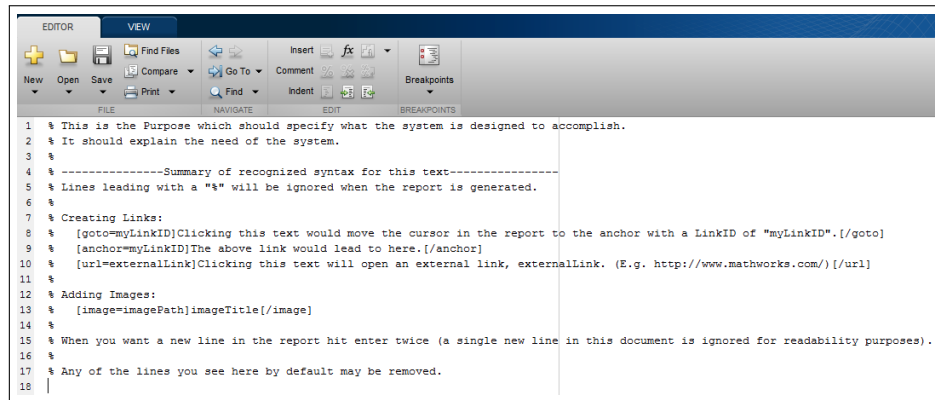 EDITOR VIEW
New Open Save Find Files Compare Print
Go To Find
Insert fx
Comment
Indent
Breakpoints
FILE NAVIGATE EDIT BREAKPOINTS
1 % This is the Purpose which should specify what the system is designed to accomplish.
2 % It should explain the need of the system.
3 %
4 % ---------------Summary of recognized syntax for this text----------------
5 % Lines leading with a "%" will be ignored when the report is generated.
6 %
7 % Creating Links:
8 %   [goto=myLinkID]Clicking this text would move the cursor in the report to the anchor with a LinkID of "myLinkID".[/goto]
9 %   [anchor=myLinkID]The above link would lead to here.[/anchor]
10 %   [url=externalLink]Clicking this text will open an external link, externalLink. (E.g. http://www.mathworks.com/)[/url]
11 %
12 % Adding Images:
13 %   [image=imagePath]imageTitle[/image]
14 %
15 % When you want a new line in the report hit enter twice (a single new line in this document is ignored for readability purposes).
16 %
17 % Any of the lines you see here by default may be removed.
18